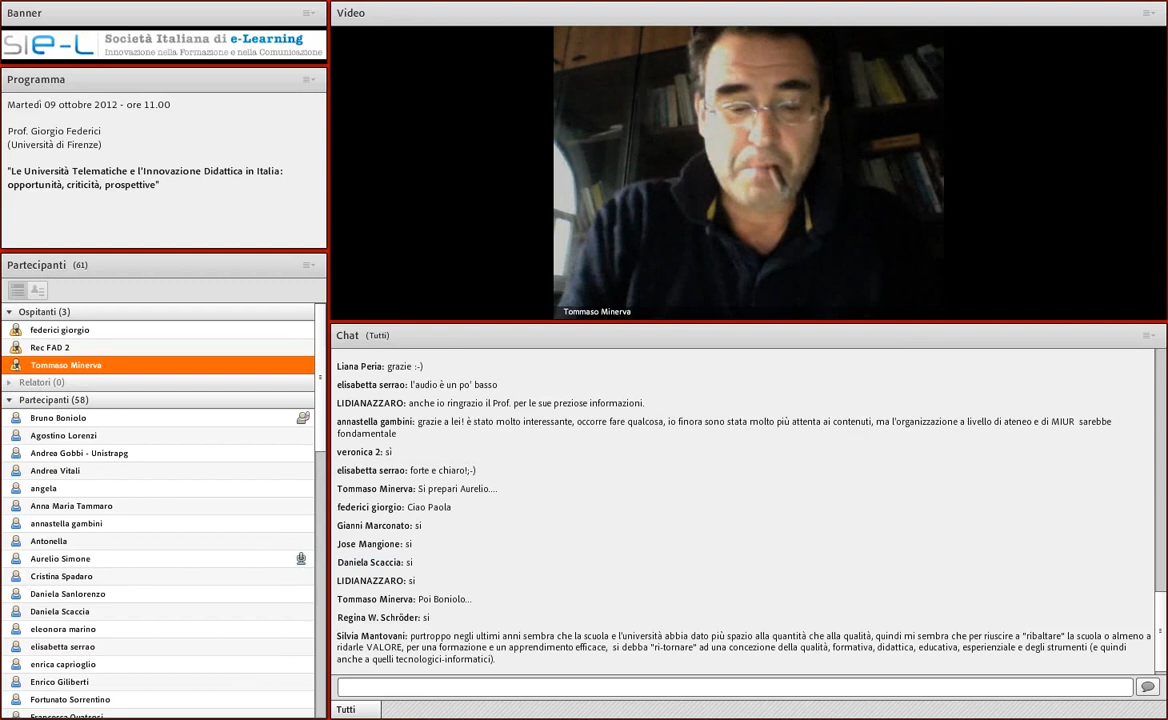 Banner
SIe-L Società Italiana di e-Learning
Innovazione nella Formazione e nella Comunicazione
Programma
Martedì 09 ottobre 2012 - ore 11.00
Prof. Giorgio Federici
(Università di Firenze)
"Le Università Telematiche e l'Innovazione Didattica in Italia:
opportunità, criticità, prospettive"
Partecipanti (61)
Ospitanti (3)
federici giorgio
Rec FAD 2
Tommaso Minerva
Relatori (0)
Partecipanti (58)
Bruno Boniolo
Agostino Lorenzi
Andrea Gobbi - Unistrapg
Andrea Vitali
angela
Anna Maria Tammaro
annastella gambini
Antonella
Aurelio Simone
Cristina Spadaro
Daniela Sanlorenzo
Daniela Scaccia
eleonora marino
elisabetta serrao
enrica caprioglio
Enrico Giliberti
Fortunato Sorrentino
Francesca Quatrosi
Video
Tommaso Minerva
Chat (Tutti)
Liana Peria: grazie :-)
elisabetta serrao: l'audio è un po' basso
LIDIANAZZARO: anche io ringrazio il Prof. per le sue preziose informazioni.
annastella gambini: grazie a lei! è stato molto interessante, occorre fare qualcosa, io finora sono stata molto più attenta ai contenuti, ma l'organizzazione a livello di ateneo e di MIUR sarebbe
fondamentale
veronica 2: sì
elisabetta serrao: forte e chiaro!;-)
Tommaso Minerva: Si prepari Aurelio....
federici giorgio: Ciao Paola
Gianni Marconato: si
Jose Mangione: si
Daniela Scaccia: si
LIDIANAZZARO: si
Tommaso Minerva: Poi Boniolo...
Regina W. Schröder: si
Silvia Mantovani: purtroppo negli ultimi anni sembra che la scuola e l'università abbia dato più spazio alla quantità che alla qualità, quindi mi sembra che per riuscire a "ribaltare" la scuola o almeno a
ridarle VALORE, per una formazione e un apprendimento efficace, si debba "ri-tornare" ad una concezione della qualità, formativa, didattica, educativa, esperienziale e degli strumenti (e quindi
anche a quelli tecnologici-informatici).
Tutti